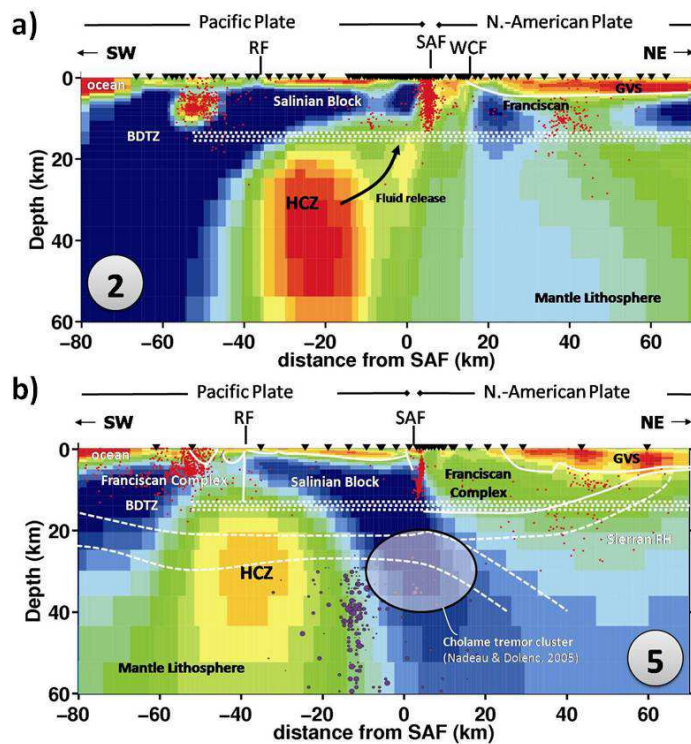 a)
Pacific Plate
N.-American Plate
SW
RF
SAF
WCF
NE
0
ocean
GVS
Salinian Block
Franciscan
BDTZ
20
HCZ
Fluid release
40
Depth (km)
2
Mantle Lithosphere
60
-80 -60 -40 -20 0 20 40 60
distance from SAF (km)
b)
Pacific Plate
N.-American Plate
SW
RF
SAF
NE
0
ocean
GVS
Franciscan Complex
Salinian Block
Franciscan
Complex
BDTZ
20
Sierran FH
HCZ
40
Depth (km)
Cholame tremor cluster
(Nadeau & Dolenc, 2005)
Mantle Lithosphere
5
60
-80 -60 -40 -20 0 20 40 60
distance from SAF (km)